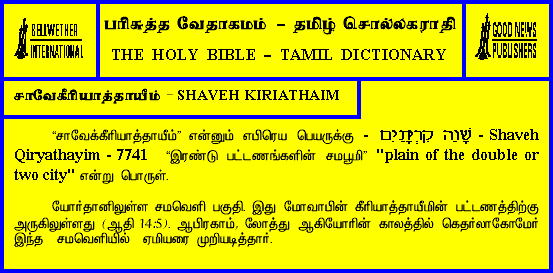 BELLWETHER
INTERNATIONAL
பரிசுத்த வேதாகமம் – தமிழ் சொல்லகராதி
THE HOLY BIBLE – TAMIL DICTIONARY
GOOD NEWS
PUBLISHERS
சாவேகீரியாத்தாயீம் - SHAVEH KIRIATHAIM
“சாவேக்கீரியாத்தாயீம்” என்னும் எபிரெய பெயருக்கு - שָׁוֵה קִרְיָתַיִם - Shaveh
Qiryathayim - 7741 “இரண்டு பட்டணங்களின் சமபூமி” "plain of the double or
two city" என்று பொருள்.
யோர்தானிலுள்ள சமவெளி பகுதி. இது மோவாபின் கீரியாத்தாயீமின் பட்டணத்திற்கு
அருகிலுள்ளது (ஆதி 14:5). ஆபிரகாம், லோத்து ஆகியோரின் காலத்தில் கெதர்லாகோமேர்
இந்த சமவெளியில் ஏமியரை முறியடித்தார்.